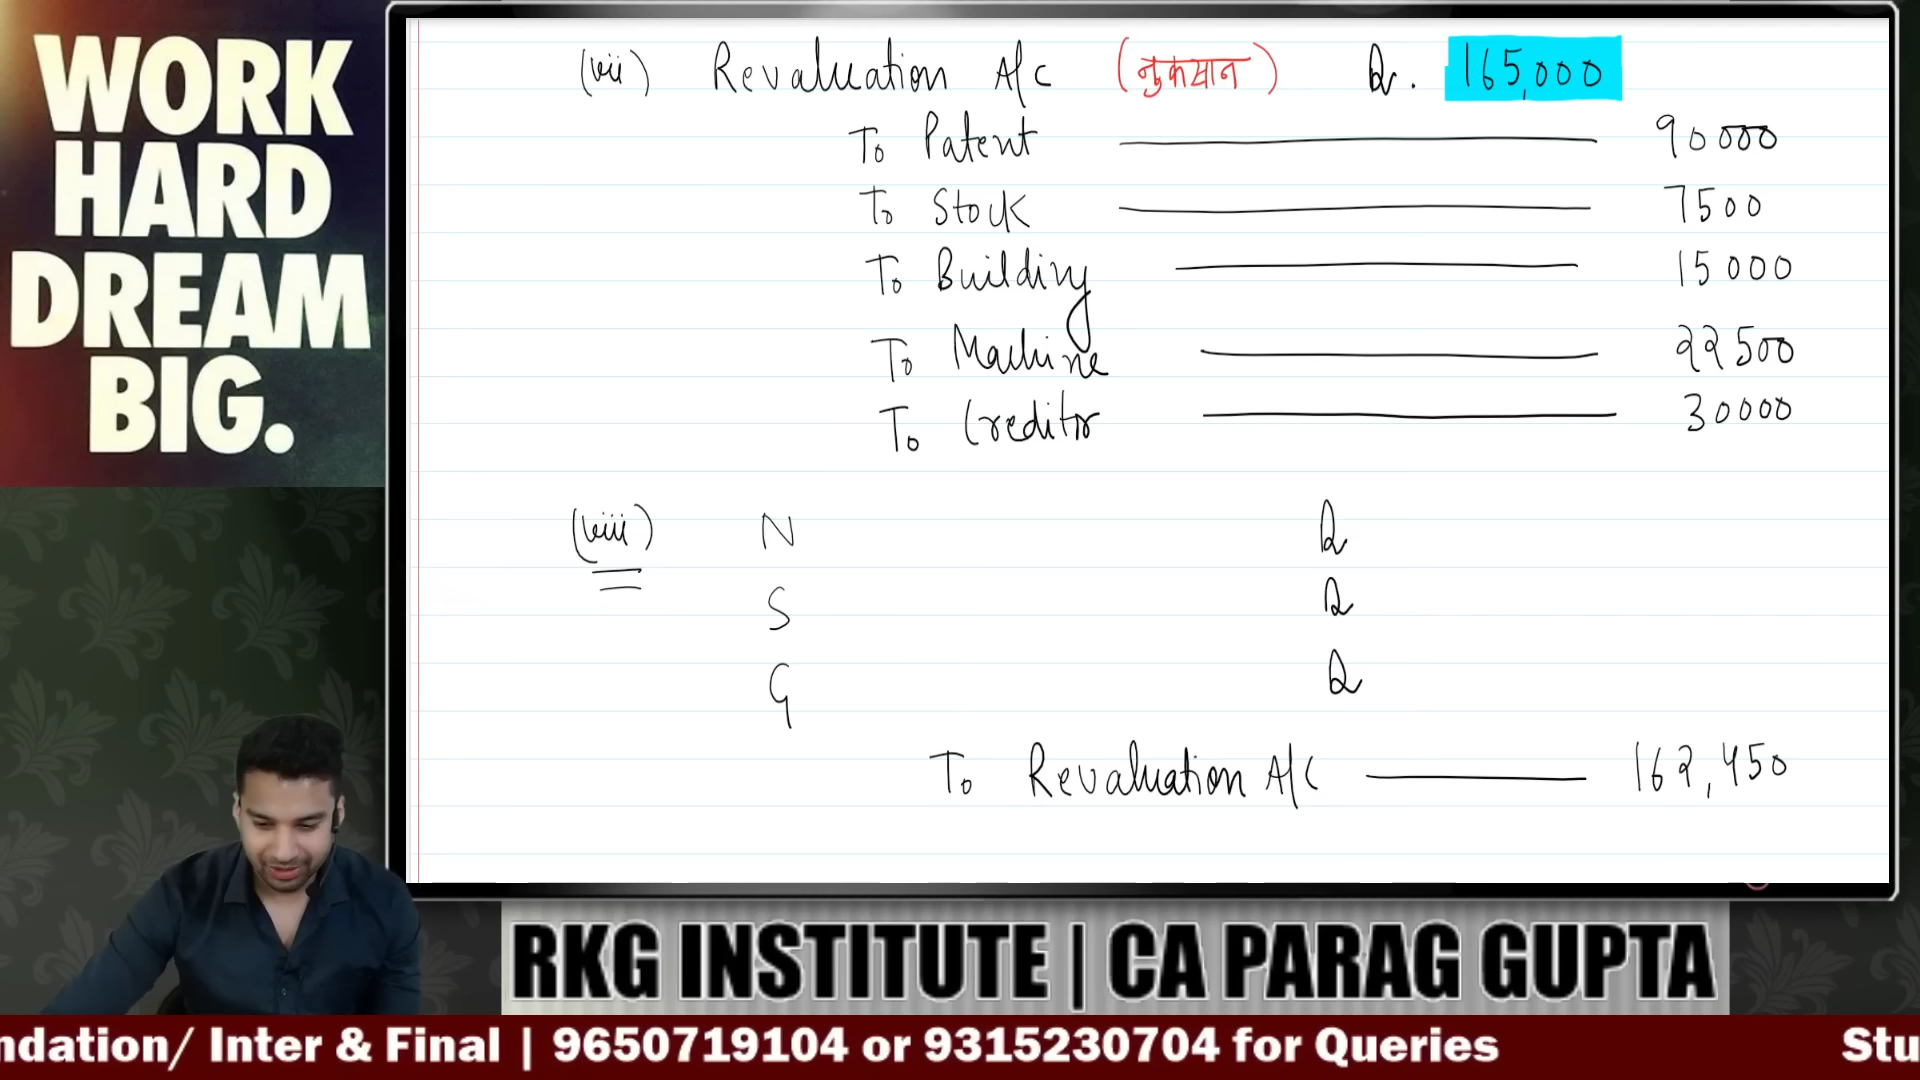 WORK
HARD
DREAM
BIG.
(vii) Revaluation A/c (नुकसान) Dr. 165,000
To Patent 90000
To Stock 7500
To Building 15000
To Machine 22500
To Creditor 30000
(viii) N Dr
S Dr
G Dr
To Revaluation A/c 162,450
RKG INSTITUTE | CA PARAG GUPTA
ndation/ Inter & Final | 9650719104 or 9315230704 for Queries Stu